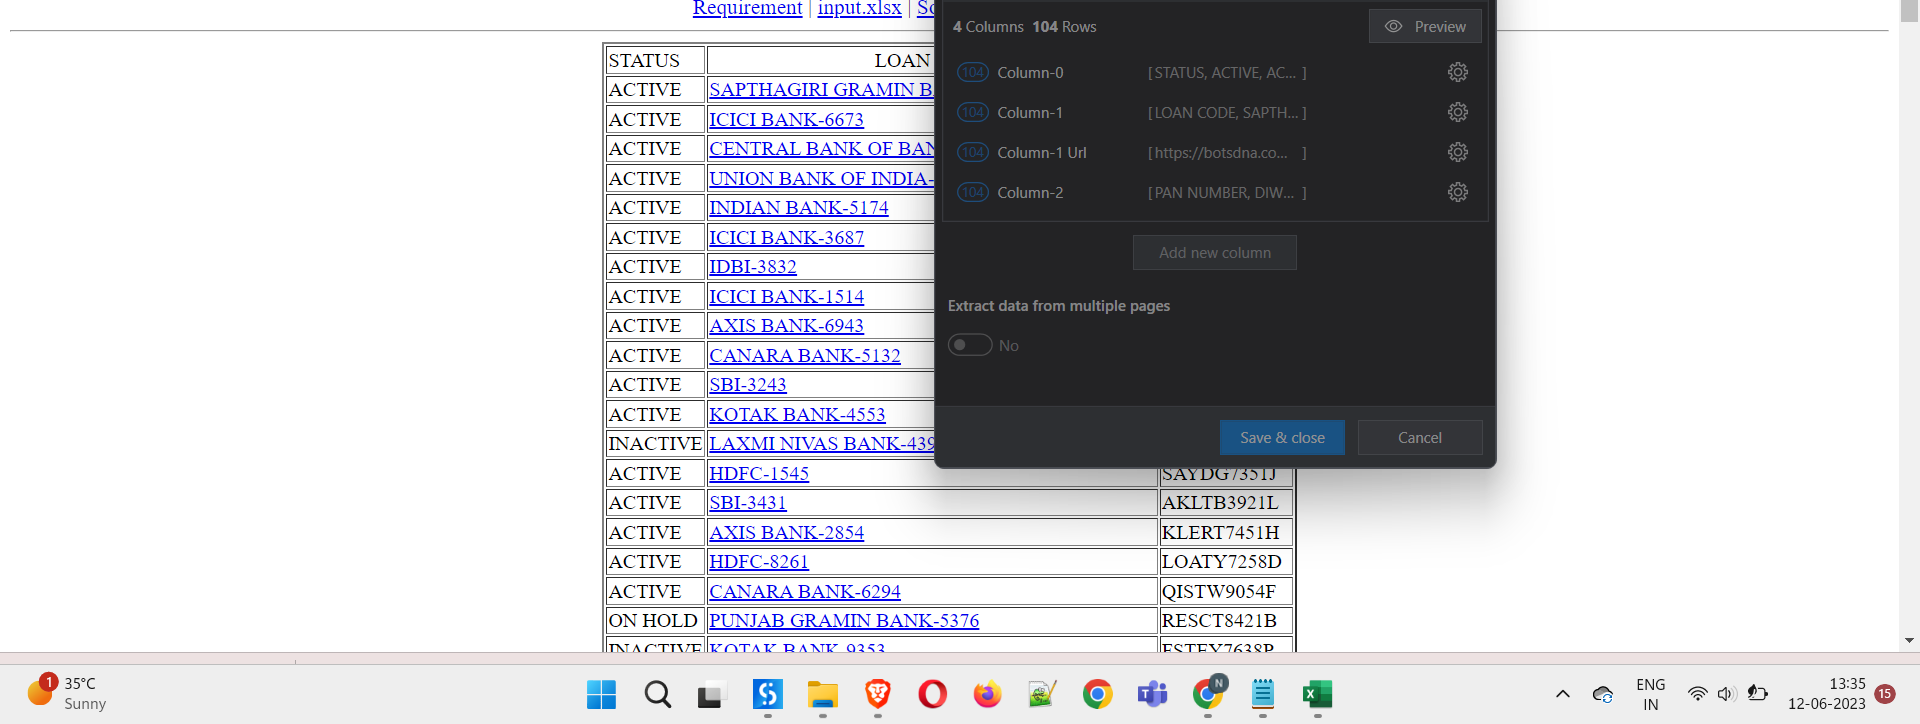 Requirement | input.xlsx |
STATUS LOAN
ACTIVE SAPTHAGIRI GRAMIN
ACTIVE ICICI BANK-6673
ACTIVE CENTRAL BANK OF BAN
ACTIVE UNION BANK OF INDIA-
ACTIVE INDIAN BANK-5174
ACTIVE ICICI BANK-3687
ACTIVE IDBI-3832
ACTIVE ICICI BANK-1514
ACTIVE AXIS BANK-6943
ACTIVE CANARA BANK-5132
ACTIVE SBI-3243
ACTIVE KOTAK BANK-4553
INACTIVE LAXMI NIVAS BANK-439
ACTIVE HDFC-1545 SAYDG7351J
ACTIVE SBI-3431 AKLTB3921L
ACTIVE AXIS BANK-2854 KLERT7451H
ACTIVE HDFC-8261 LOATY7258D
ACTIVE CANARA BANK-6294 QISTW9054F
ON HOLD PUNJAB GRAMIN BANK-5376 RESCT8421B
INACTIVE KOTAK BANK-9353 FSTEY7638P
4 Columns 104 Rows
Preview
104 Column-0 [ STATUS, ACTIVE, AC... ]
104 Column-1 [ LOAN CODE, SAPTH... ]
104 Column-1 Url [ https://botsdna.co... ]
104 Column-2 [ PAN NUMBER, DIW... ]
Add new column
Extract data from multiple pages
No
Save & close Cancel
1 35°C
Sunny
N
ENG
IN
13:35
12-06-2023
15